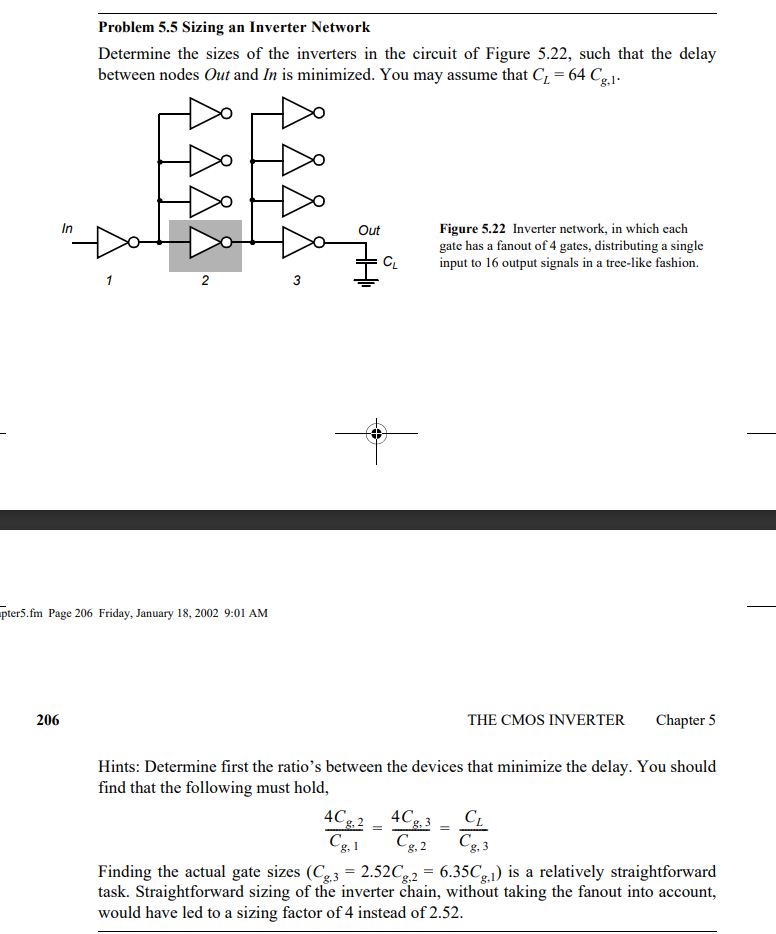 Problem 5.5 Sizing an Inverter Network
Determine the sizes of the inverters in the circuit of Figure 5.22, such that the delay
between nodes Out and In is minimized. You may assume that C_L = 64 C_{g,1}.
In
Out
C_L
1
2
3
Figure 5.22 Inverter network, in which each
gate has a fanout of 4 gates, distributing a single
input to 16 output signals in a tree-like fashion.
pter5.fm Page 206 Friday, January 18, 2002 9:01 AM
206
THE CMOS INVERTER Chapter 5
Hints: Determine first the ratio's between the devices that minimize the delay. You should
find that the following must hold,
4C_{g,2} / C_{g,1} = 4C_{g,3} / C_{g,2} = C_L / C_{g,3}
Finding the actual gate sizes (C_{g,3} = 2.52C_{g,2} = 6.35C_{g,1}) is a relatively straightforward
task. Straightforward sizing of the inverter chain, without taking the fanout into account,
would have led to a sizing factor of 4 instead of 2.52.